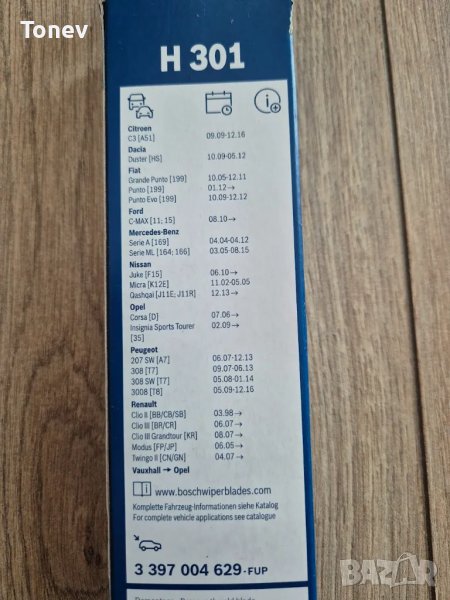 Tonev
H 301
Citroen
C3 [A51] 09.09-12.16
Dacia
Duster [HS] 10.09-05.12
Fiat
Grande Punto [199] 10.05-12.11
Punto [199] 01.12→
Punto Evo [199] 10.09-12.12
Ford
C-MAX [11; 15] 08.10→
Mercedes-Benz
Serie A [169] 04.04-04.12
Serie ML [164; 166] 03.05-08.15
Nissan
Juke [F15] 06.10→
Micra [K12E] 11.02-05.05
Qashqai [J11E; J11R] 12.13→
Opel
Corsa [D] 07.06→
Insignia Sports Tourer 02.09→
[35]
Peugeot
207 SW [A7] 06.07-12.13
308 [T7] 09.07-06.13
308 SW [T7] 05.08-01.14
3008 [T8] 05.09-12.16
Renault
Clio II [BB/CB/SB] 03.98→
Clio III [BR/CR] 06.07→
Clio III Grandtour [KR] 08.07→
Modus [FP/JP] 06.05→
Twingo II [CN/GN] 04.07→
Vauxhall → Opel
www.boschwiperblades.com
Komplette Fahrzeug-Informationen siehe Katalog
For complete vehicle applications see catalogue
3 397 004 629-FUP
BAZAR